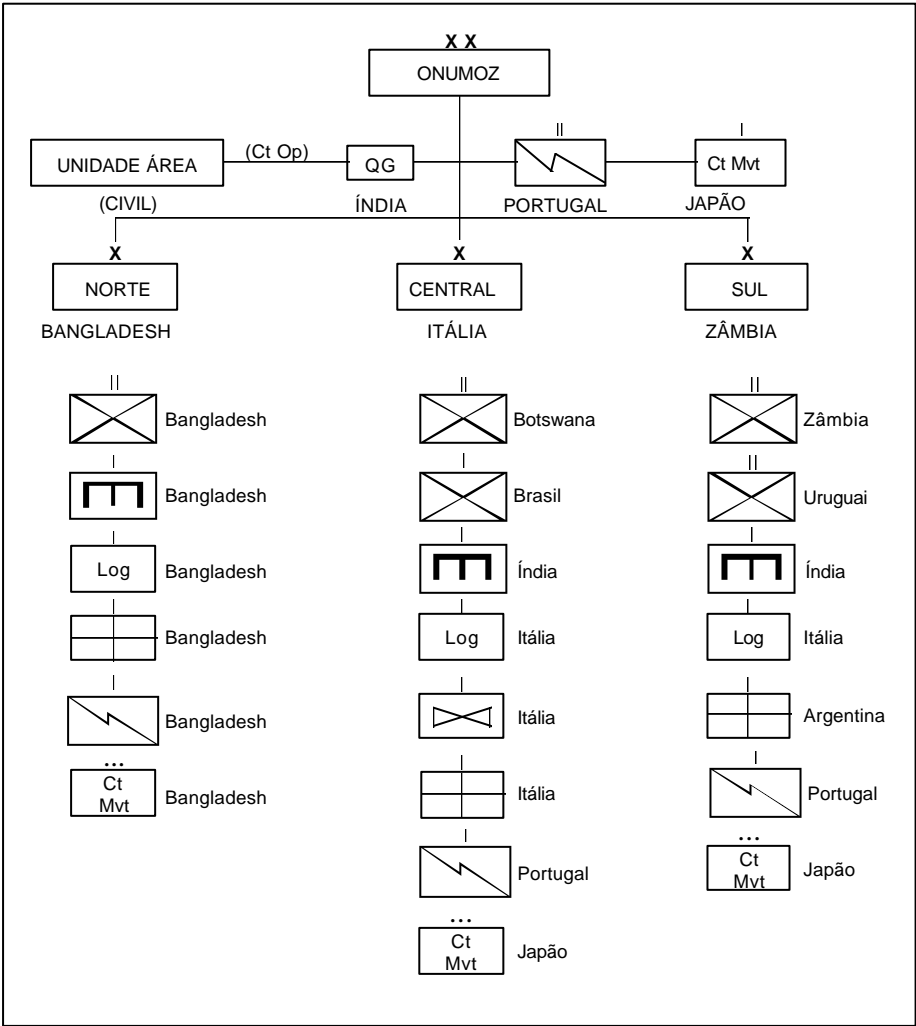 X X
ONUMOZ
II
I
UNIDADE ÁREA
(Ct Op)
QG
Ct Mvt
(CIVIL)
ÍNDIA
PORTUGAL
JAPÃO
X
X
X
NORTE
CENTRAL
SUL
BANGLADESH
ITÁLIA
ZÂMBIA
II
Bangladesh
I
Bangladesh
I
Log
Bangladesh
I
Bangladesh
I
Bangladesh
...
Ct
Mvt
Bangladesh
II
Botswana
I
Brasil
I
Índia
I
Log
Itália
I
Itália
I
Itália
I
Portugal
...
Ct
Mvt
Japão
II
Zâmbia
II
Uruguai
I
Índia
I
Log
Itália
I
Argentina
I
Portugal
...
Ct
Mvt
Japão